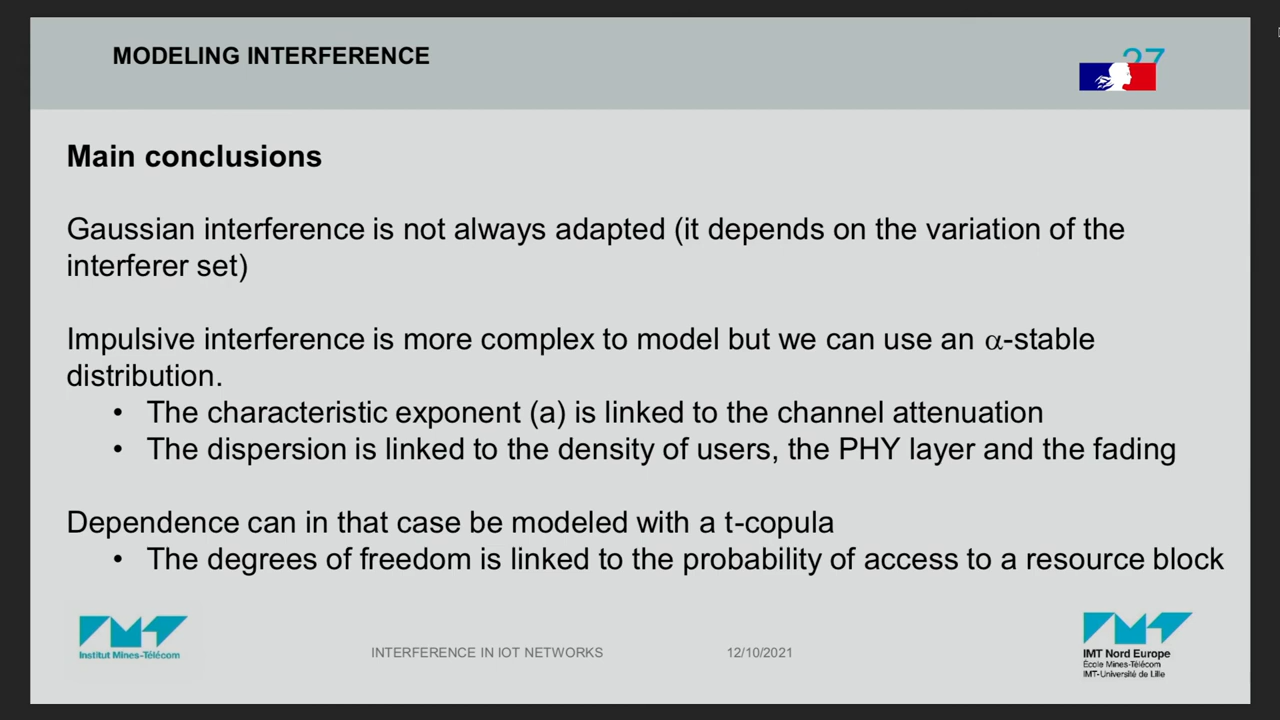 MODELING INTERFERENCE
27
Main conclusions
Gaussian interference is not always adapted (it depends on the variation of the
interferer set)
Impulsive interference is more complex to model but we can use an α-stable
distribution.
• The characteristic exponent (a) is linked to the channel attenuation
• The dispersion is linked to the density of users, the PHY layer and the fading
Dependence can in that case be modeled with a t-copula
• The degrees of freedom is linked to the probability of access to a resource block
IMT
Institut Mines-Télécom
INTERFERENCE IN IOT NETWORKS
12/10/2021
IMT
IMT Nord Europe
École Mines-Télécom
IMT-Université de Lille